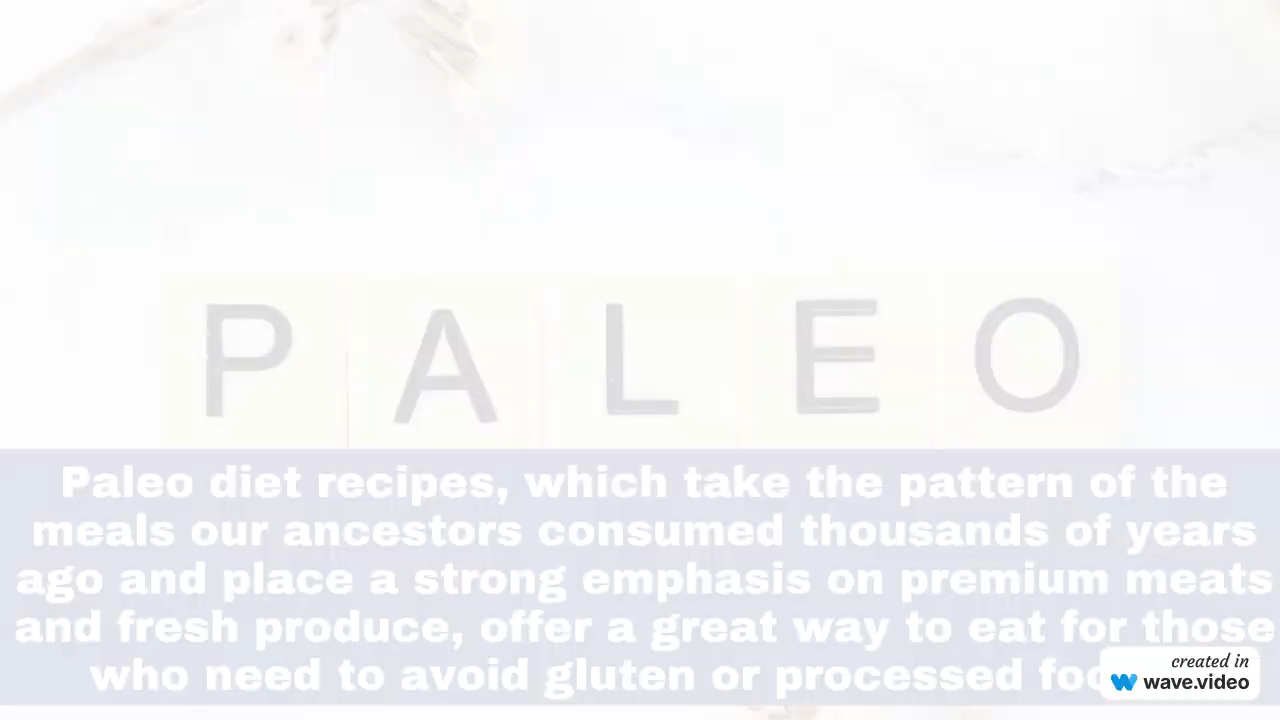 PALEO
Paleo diet recipes, which take the pattern of the
meals our ancestors consumed thousands of years
ago and place a strong emphasis on premium meats
and fresh produce, offer a great way to eat for those
who need to avoid gluten or processed
created in
wave.video